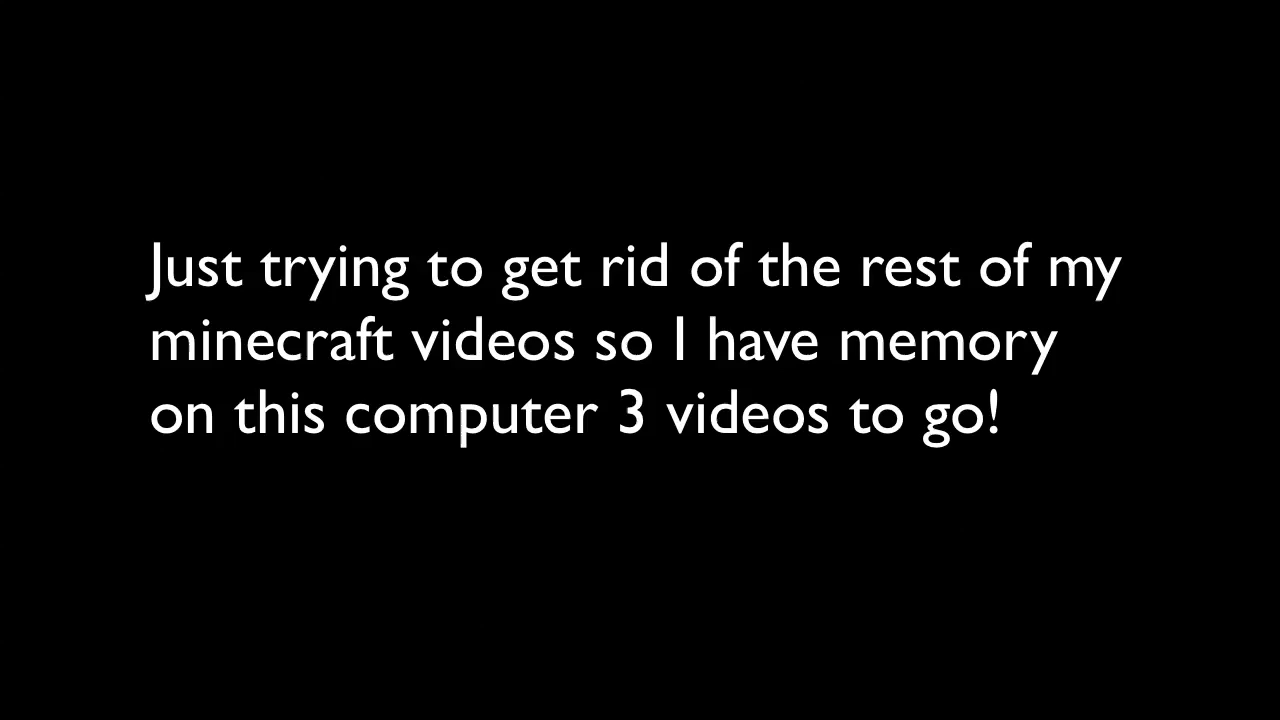 Just trying to get rid of the rest of my
minecraft videos so I have memory
on this computer 3 videos to go!